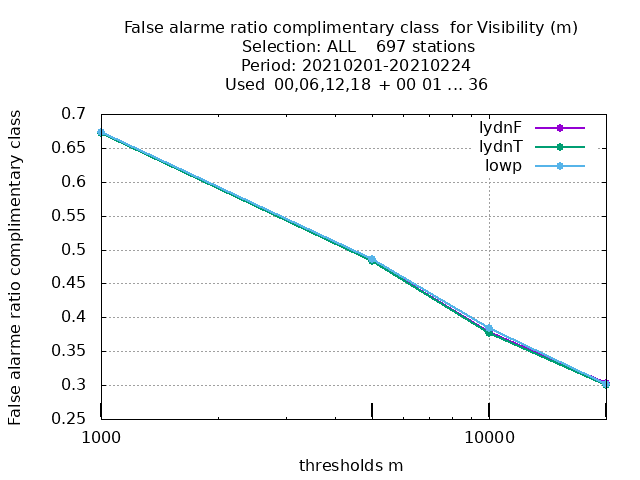 False alarme ratio complimentary class  for Visibility (m)
Selection: ALL    697 stations
Period: 20210201-20210224
Used  00,06,12,18 + 00 01 ... 36
False alarme ratio complimentary class
0.7
0.65
0.6
0.55
0.5
0.45
0.4
0.35
0.3
0.25
lydnF
lydnT
lowp
1000
10000
thresholds m